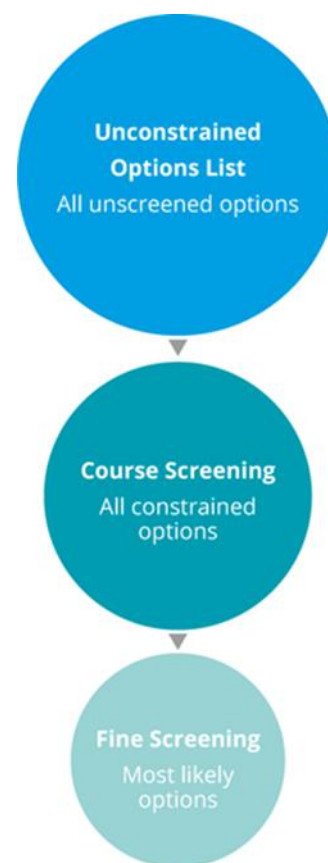 Unconstrained
Options List
All unscreened options
Course Screening
All constrained
options
Fine Screening
Most likely
options